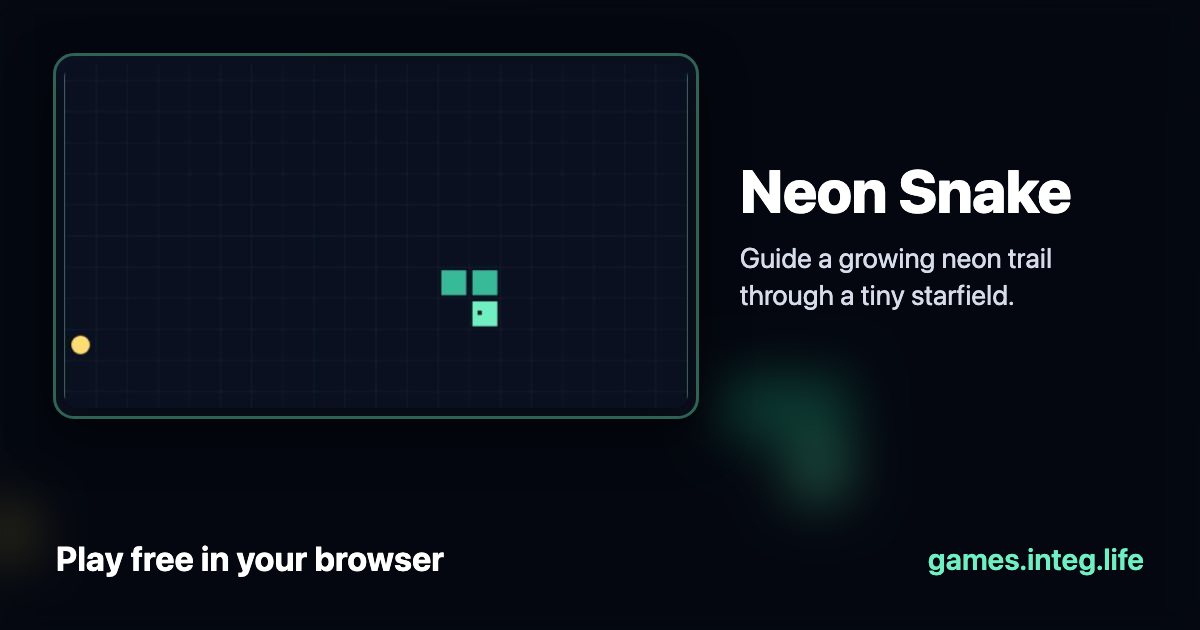 Neon Snake
Guide a growing neon trail
through a tiny starfield.
Play free in your browser
games.integ.life